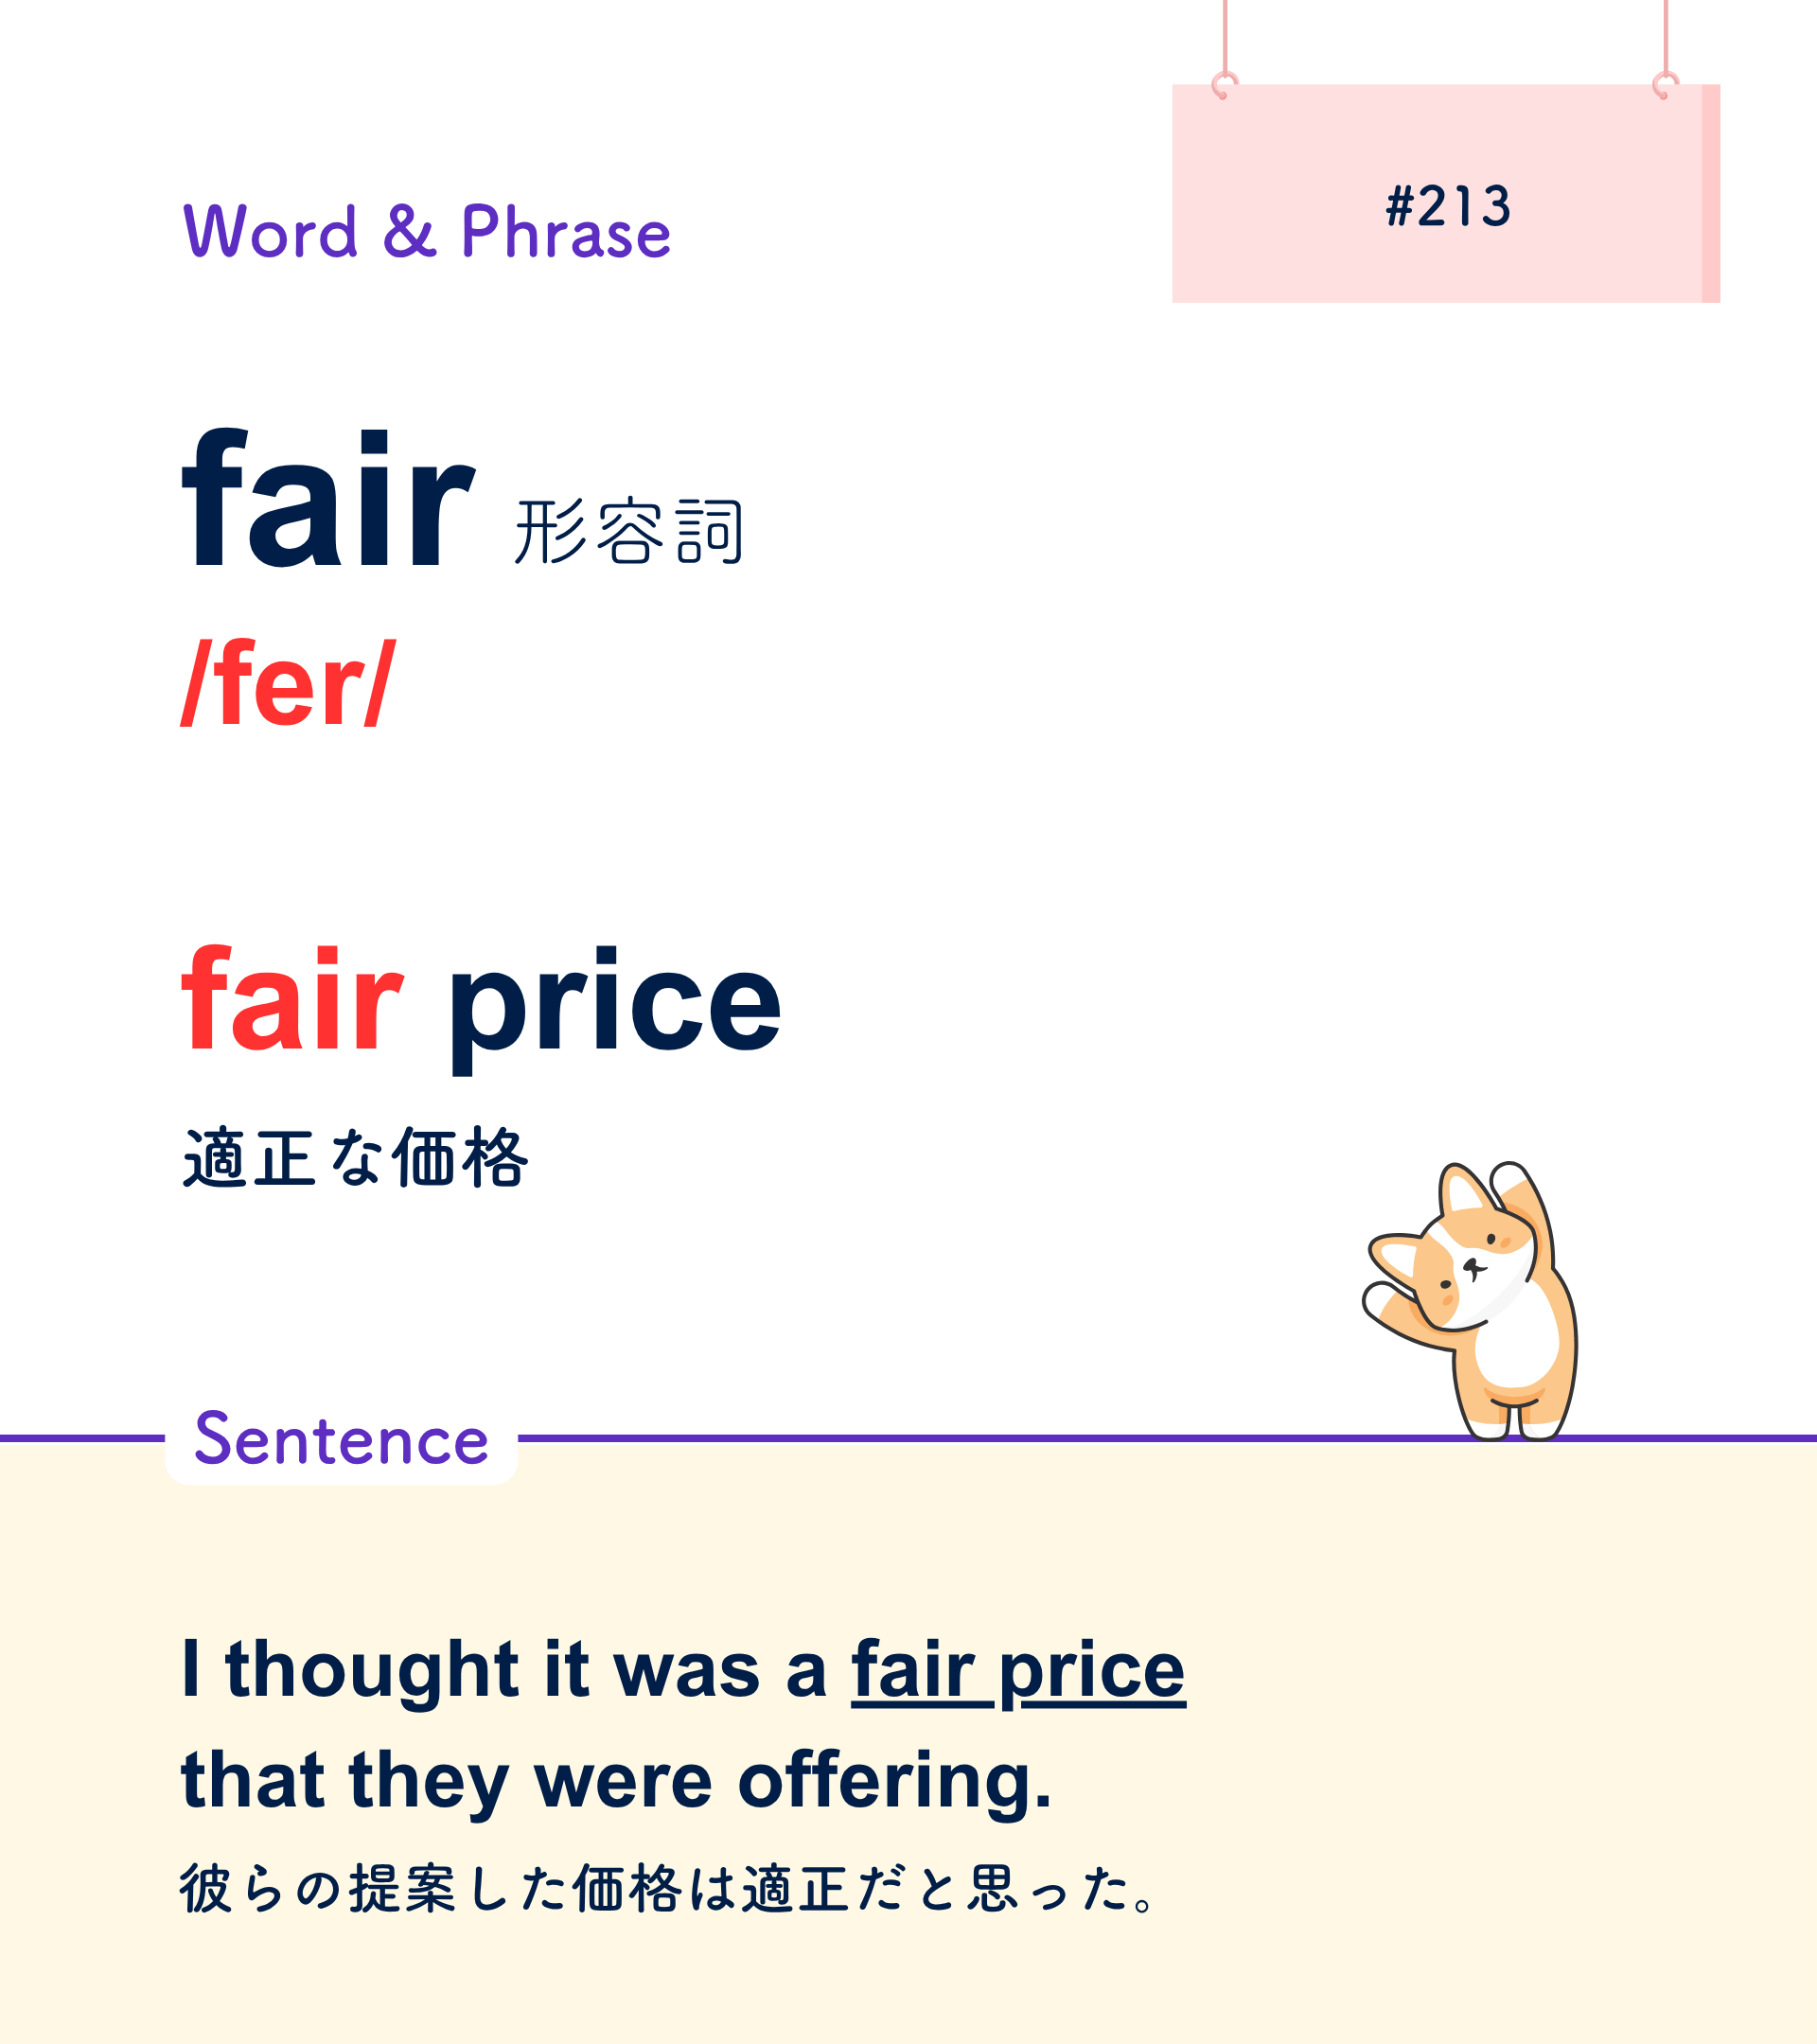 Word & Phrase
#213
fair 形容詞
/fer/
fair price
適正な価格
Sentence
I thought it was a fair price
that they were offering.
彼らの提案した価格は適正だと思った。